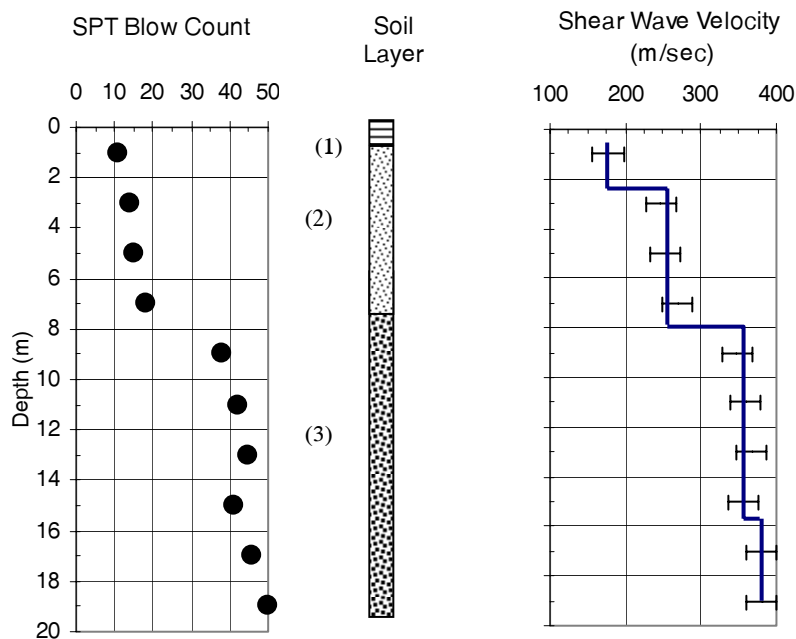 SPT Blow Count
0 10 20 30 40 50
Depth (m)
0
2
4
6
8
10
12
14
16
18
20
Soil
Layer
(1)
(2)
(3)
Shear Wave Velocity
(m/sec)
100 200 300 400